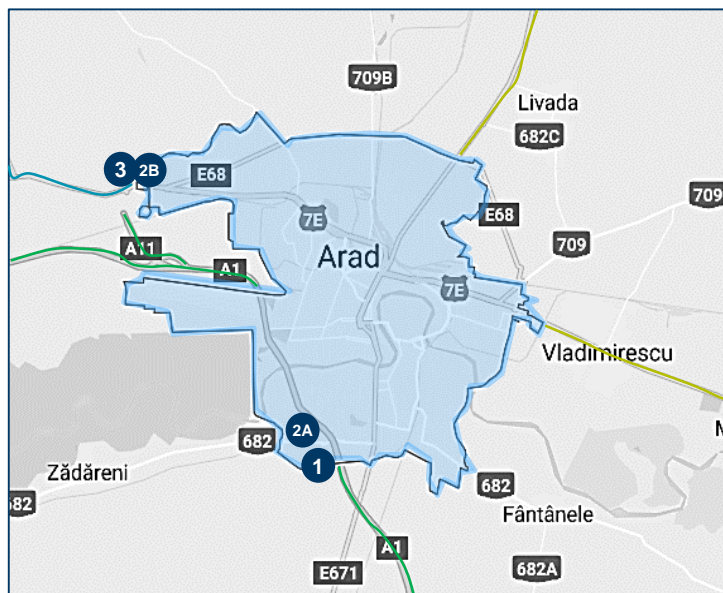 709B
Livada
682C
3
2B
E68
709
7E
E68
A11
Arad
709
A1
7E
Vladimirescu
2A
682
1
Zădăreni
682
682
Fântânele
A1
E671
682A